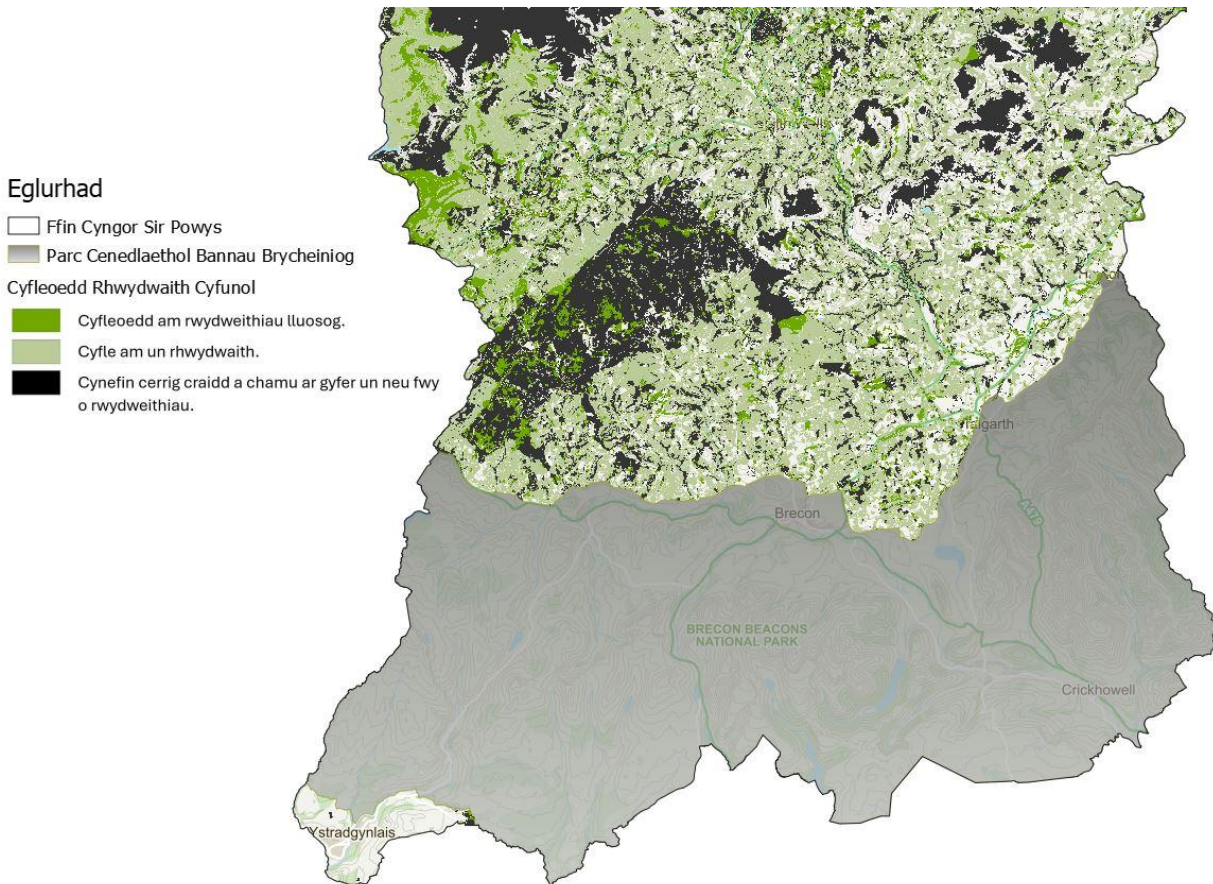 Eglurhad
Ffin Cyngor Sir Powys
Parc Cenedlaethol Bannau Brycheiniog
Cyfleoedd Rhwydwaith Cyfunol
Cyfleoedd am rwydweithiau lluosog.
Cyfle am un rhwydwaith.
Cynefin cerrig craidd a chamu ar gyfer un neu fwy
o rwydweithiau.
Brecon
BRECON BEACONS
NATIONAL PARK
Crickhowell
Ystradgynlais